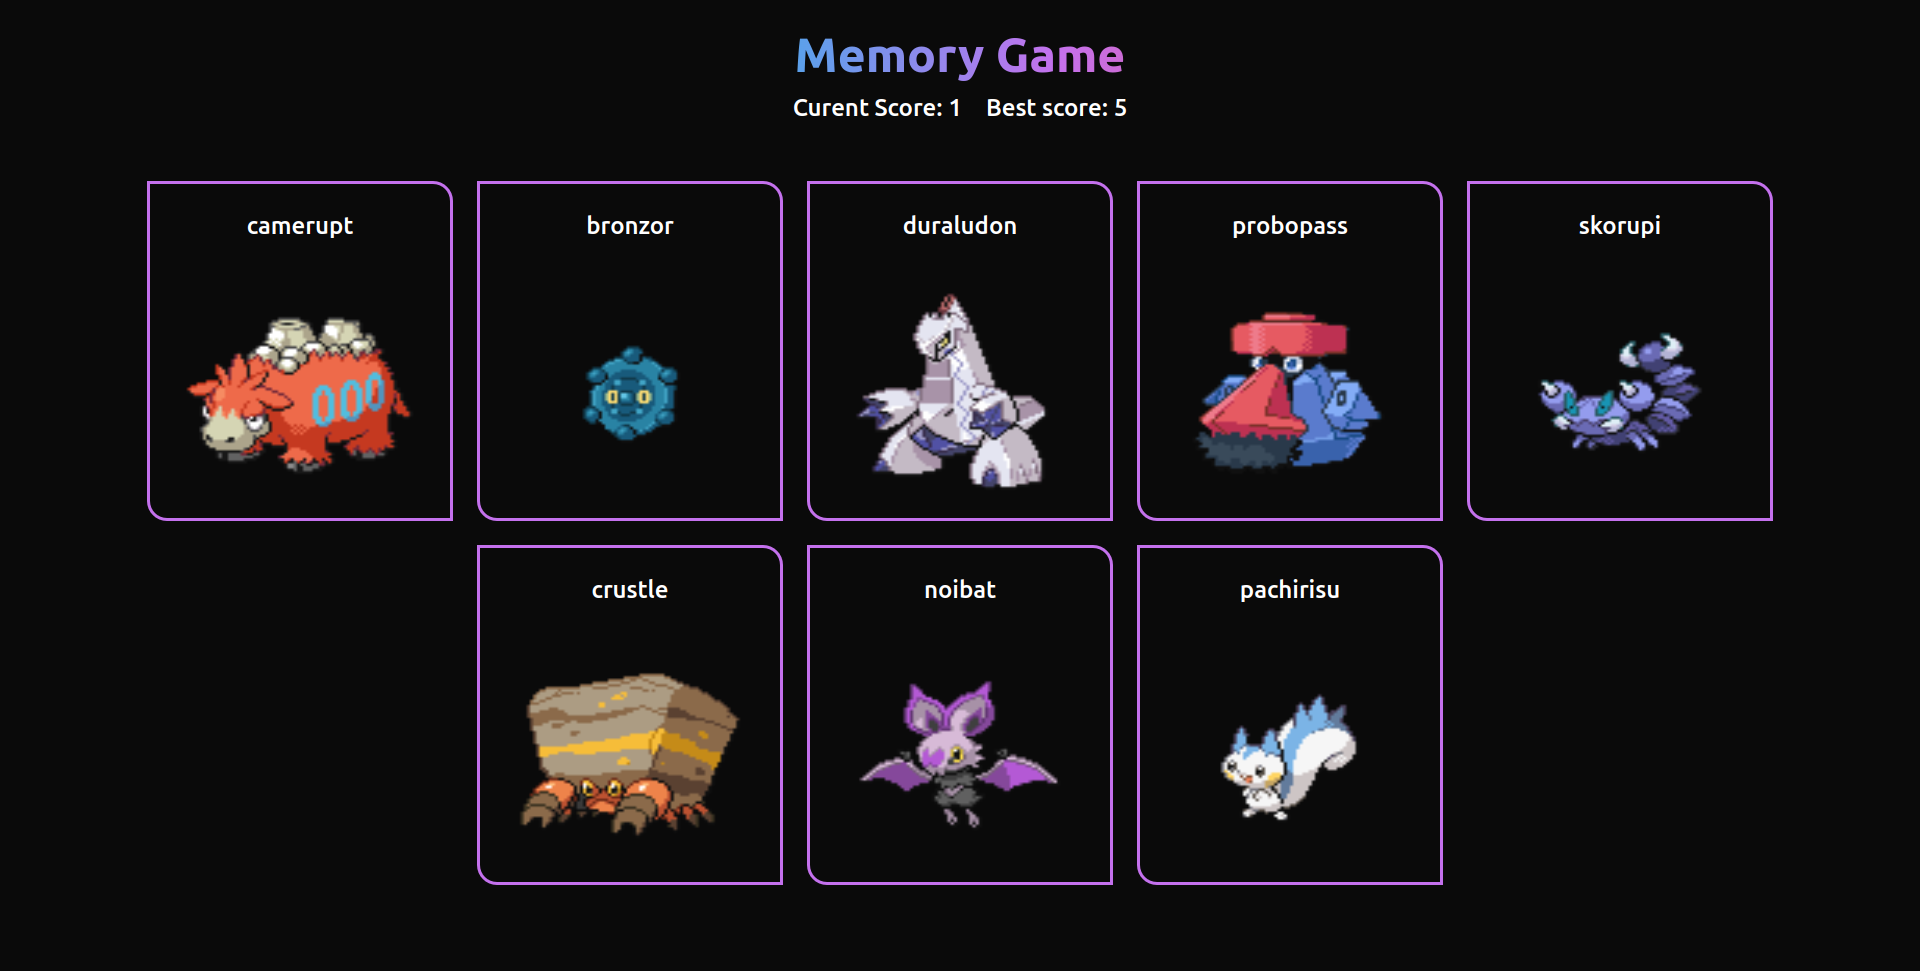 Memory Game
Curent Score: 1 Best score: 5
camerupt
bronzor
duraludon
probopass
skorupi
crustle
noibat
pachirisu